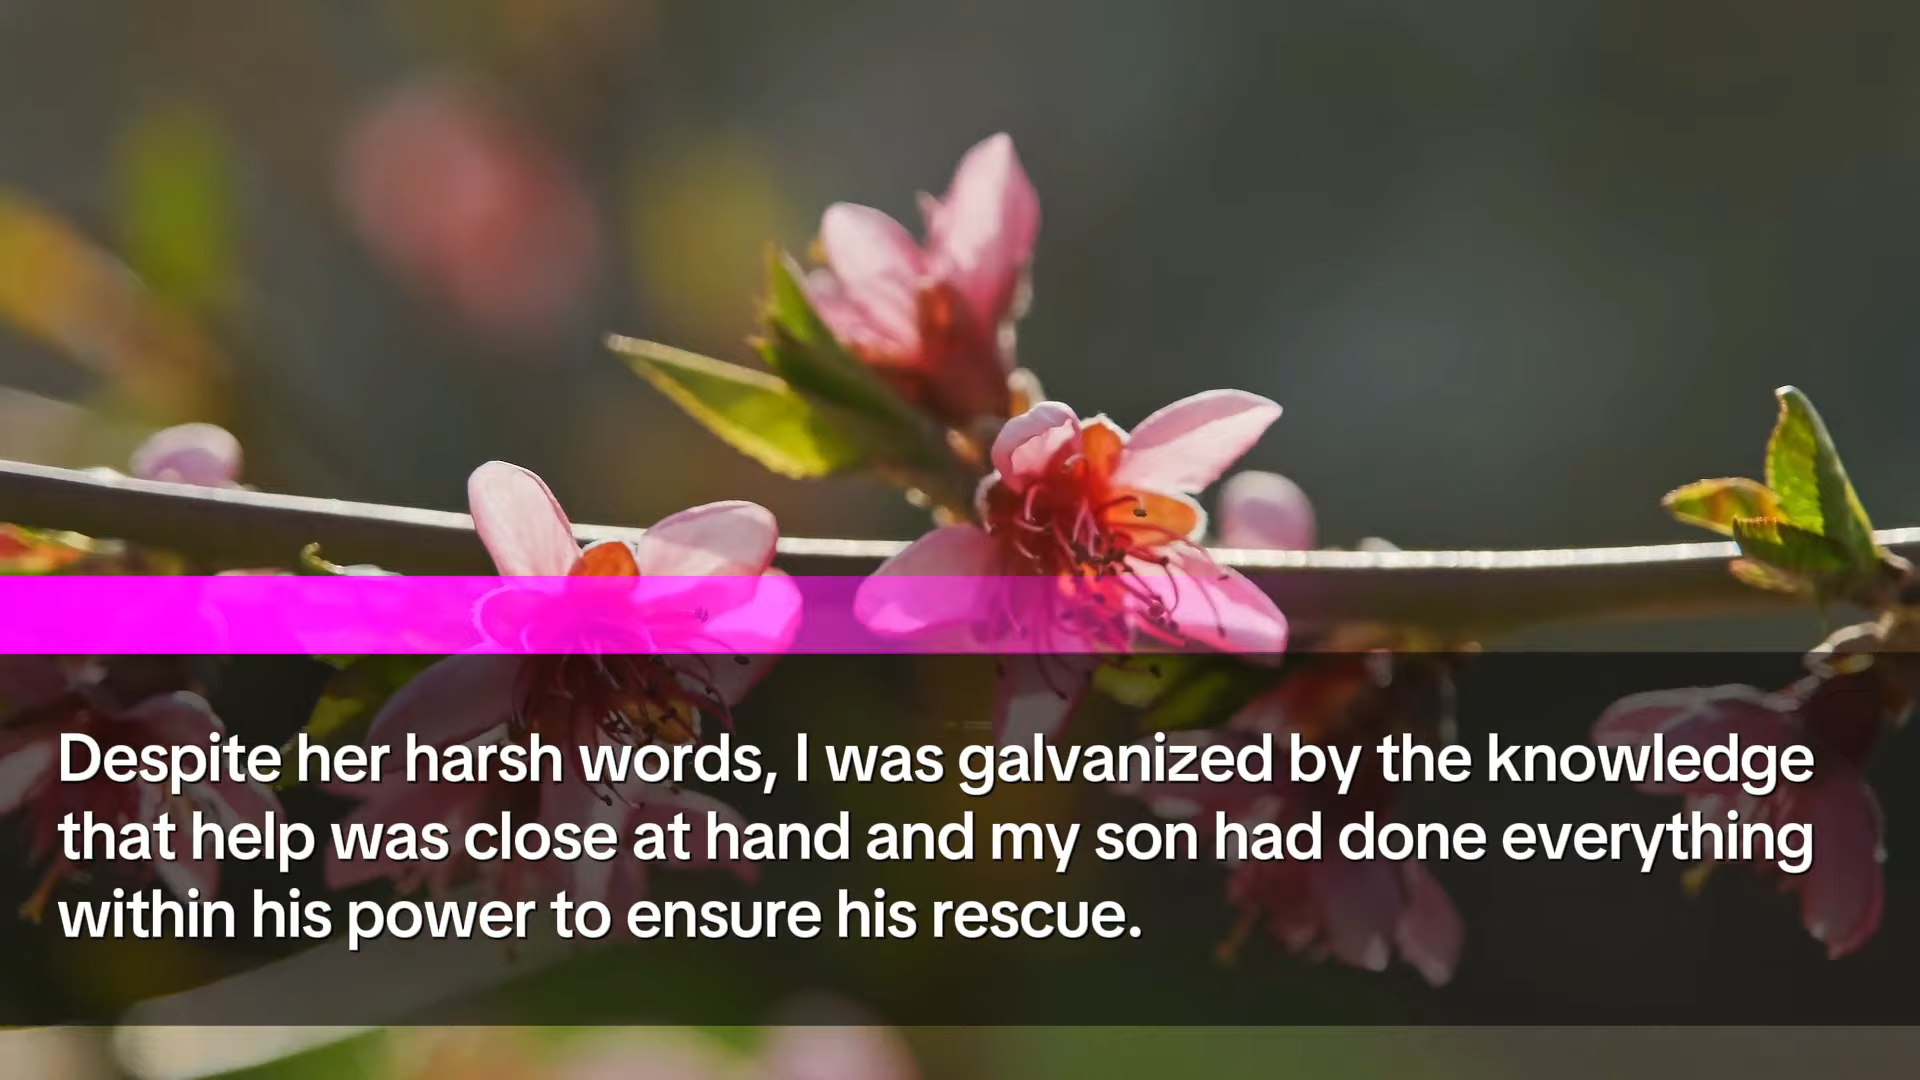 Despite her harsh words, I was galvanized by the knowledge
that help was close at hand and my son had done everything
within his power to ensure his rescue.